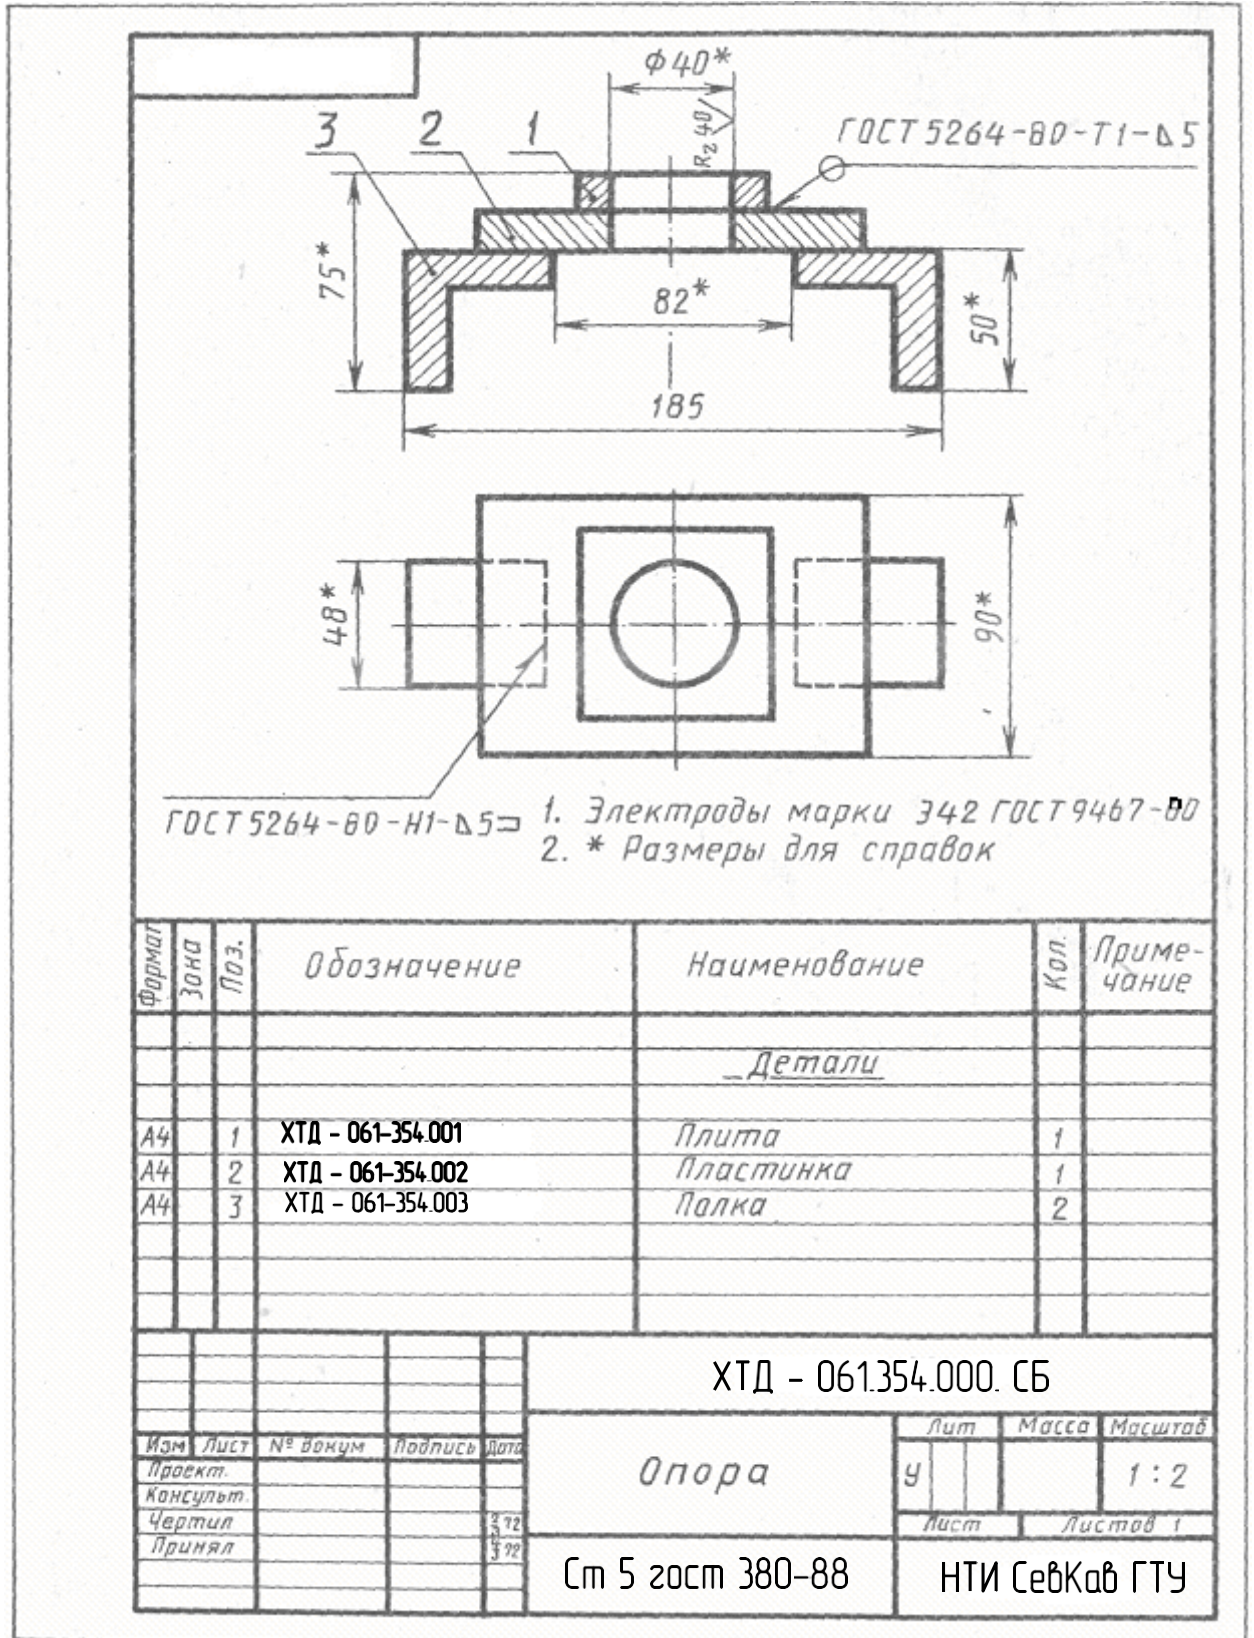 Ф40*
Rz 40
ГОСТ 5264-80-Т1-⊿5
3 2 1
75*
82*
50*
185
48*
90*
ГОСТ 5264-80-Н1-⊿5⊐
1. Электроды марки Э42 ГОСТ 9467-80
2. * Размеры для справок
Формат Зона Поз. Обозначение Наименование Кол. Приме-
чание
Детали
А4 1 ХТД - 061-354.001 Плита 1
А4 2 ХТД - 061-354.002 Пластинка 1
А4 3 ХТД - 061-354.003 Полка 2
ХТД - 061.354.000. СБ
Изм Лист № докум Подпись Дата
Проект.
Консульт.
Чертил
Принял
Опора
Лит Масса Масштаб
У 1:2
Лист Листов 1
Ст 5 гост 380-88
НТИ СевКав ГТУ